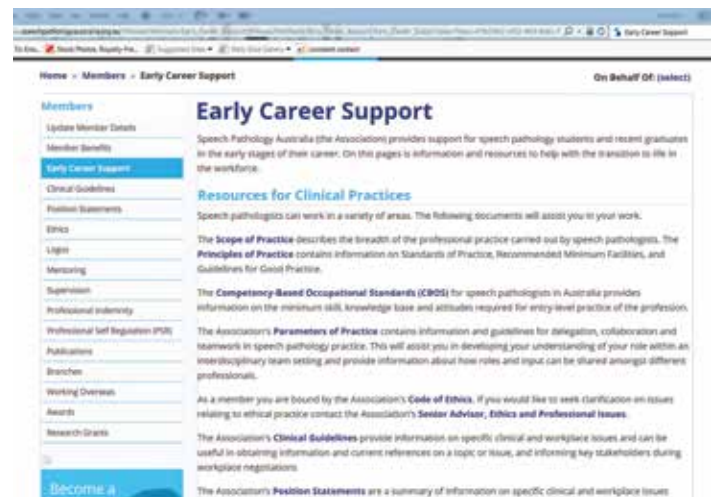 Early Career Support
Home » Members » Early Career Support
On Behalf Of: (select)
Members
Update Member Details
Member Benefits
Early Career Support
Clinical Guidelines
Position Statements
Ethics
Logos
Mentoring
Supervision
Professional Indemnity
Professional Self Regulation (PSR)
Publications
Branches
Working Overseas
Awards
Research Grants
Become a
Early Career Support
Speech Pathology Australia (the Association) provides support for speech pathology students and recent graduates
in the early stages of their career. On this pages is information and resources to help with the transition to life in
the workforce.
Resources for Clinical Practices
Speech pathologists can work in a variety of areas. The following documents will assist you in your work.
The Scope of Practice describes the breadth of the professional practice carried out by speech pathologists. The
Principles of Practice contains information on Standards of Practice, Recommended Minimum Facilities, and
Guidelines for Good Practice.
The Competency-Based Occupational Standards (CBOS) for speech pathologists in Australia provides
information on the minimum skill, knowledge base and attitudes required for entry-level practice of the profession.
The Association's Parameters of Practice contains information and guidelines for delegation, collaboration and
teamwork in speech pathology practice. This will assist you in developing your understanding of your role within an
interdisciplinary team setting and provide information about how roles and input can be shared amongst different
professionals.
As a member you are bound by the Association's Code of Ethics. If you would like to seek clarification on issues
relating to ethical practice contact the Association's Senior Advisor, Ethics and Professional Issues.
The Association's Clinical Guidelines provide information on specific clinical and workplace issues and can be
useful in obtaining information and current references on a topic or issue, and informing key stakeholders during
workplace negotiations
The Association's Position Statements are a summary of information on specific clinical and workplace issues